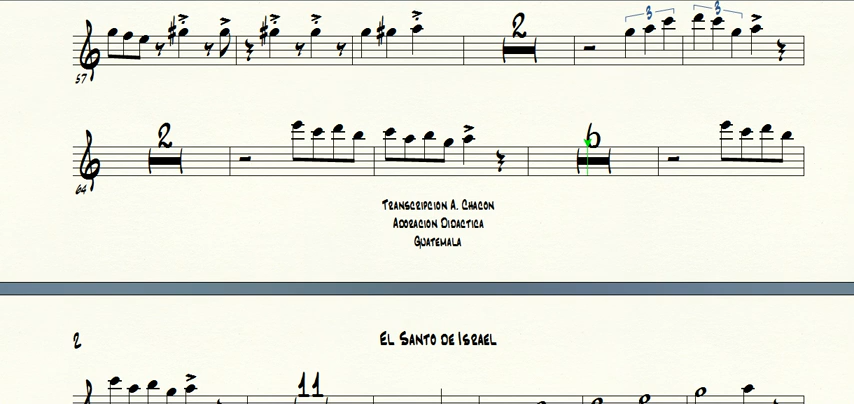 3 3
2
57
2 6
64
TRANSCRIPCION A. CHACON
ADORACION DIDACTICA
GUATEMALA
2 EL SANTO DE ISRAEL
11